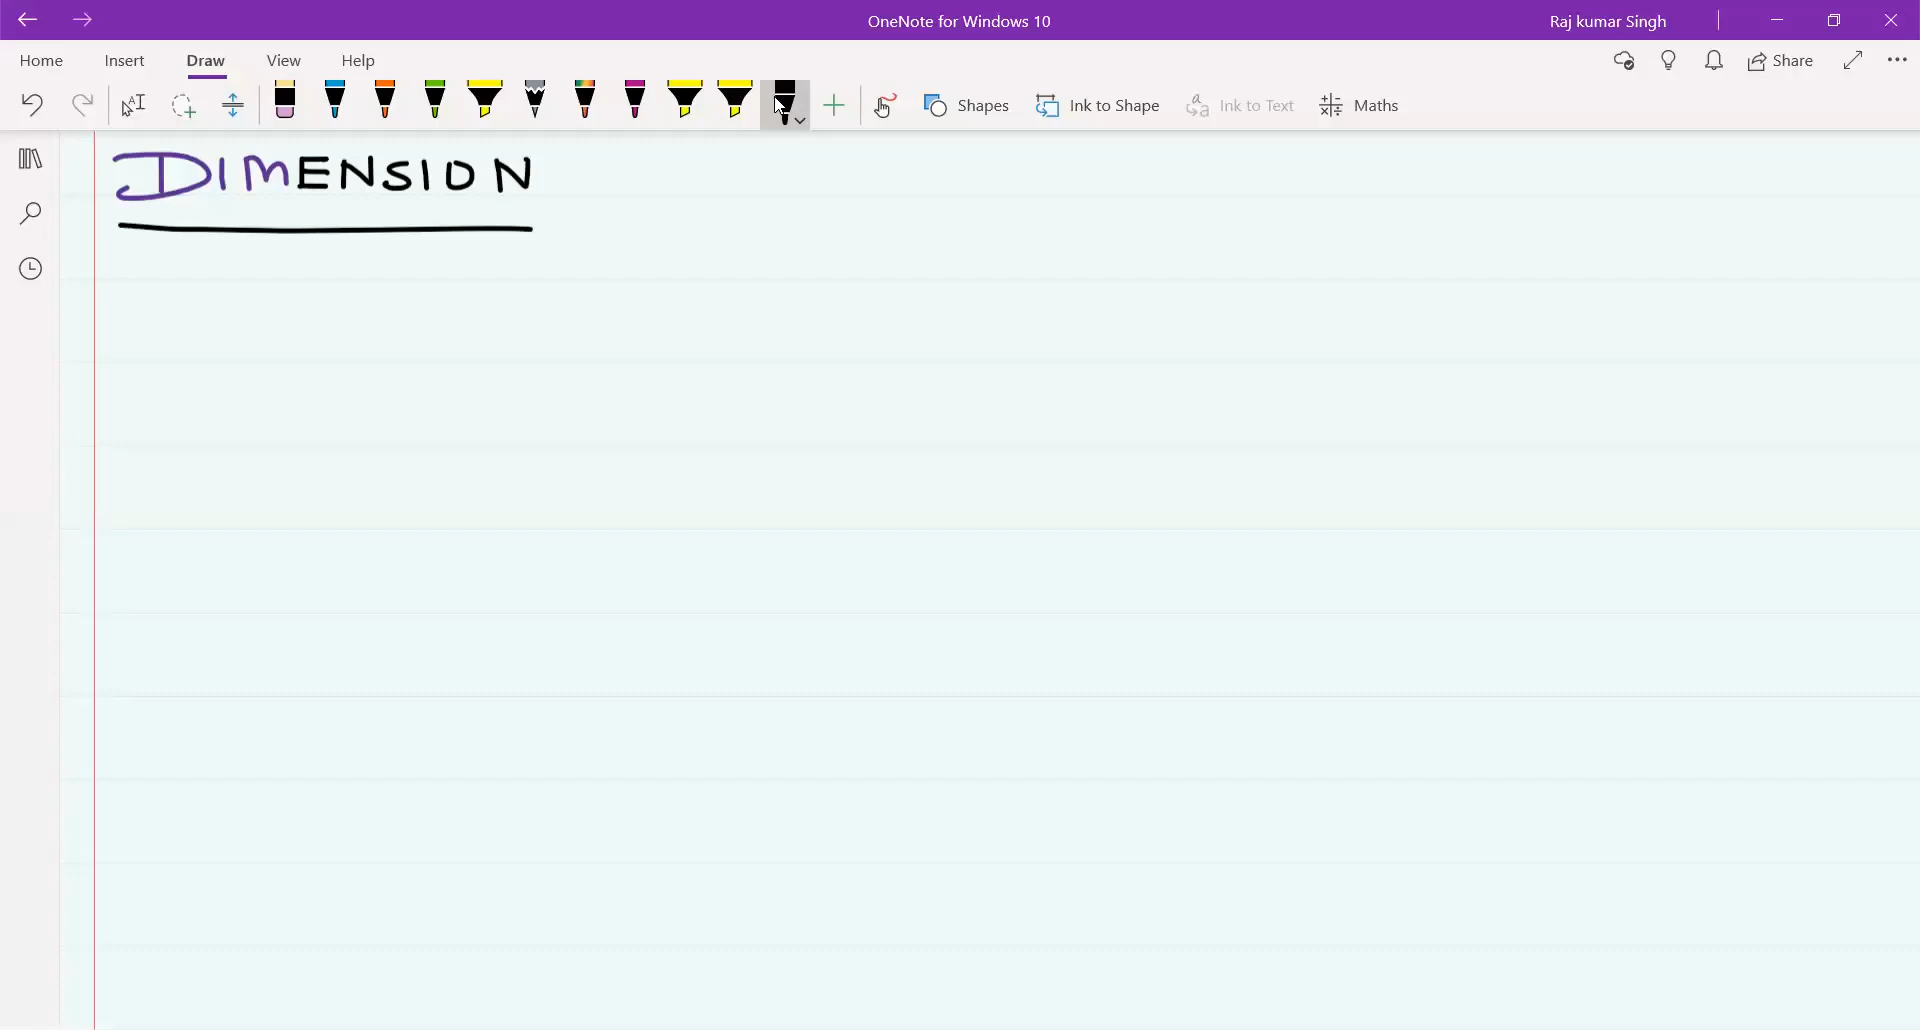 OneNote for Windows 10
Raj kumar Singh
Home Insert Draw View Help
Share
Shapes Ink to Shape Ink to Text Maths
DIMENSION